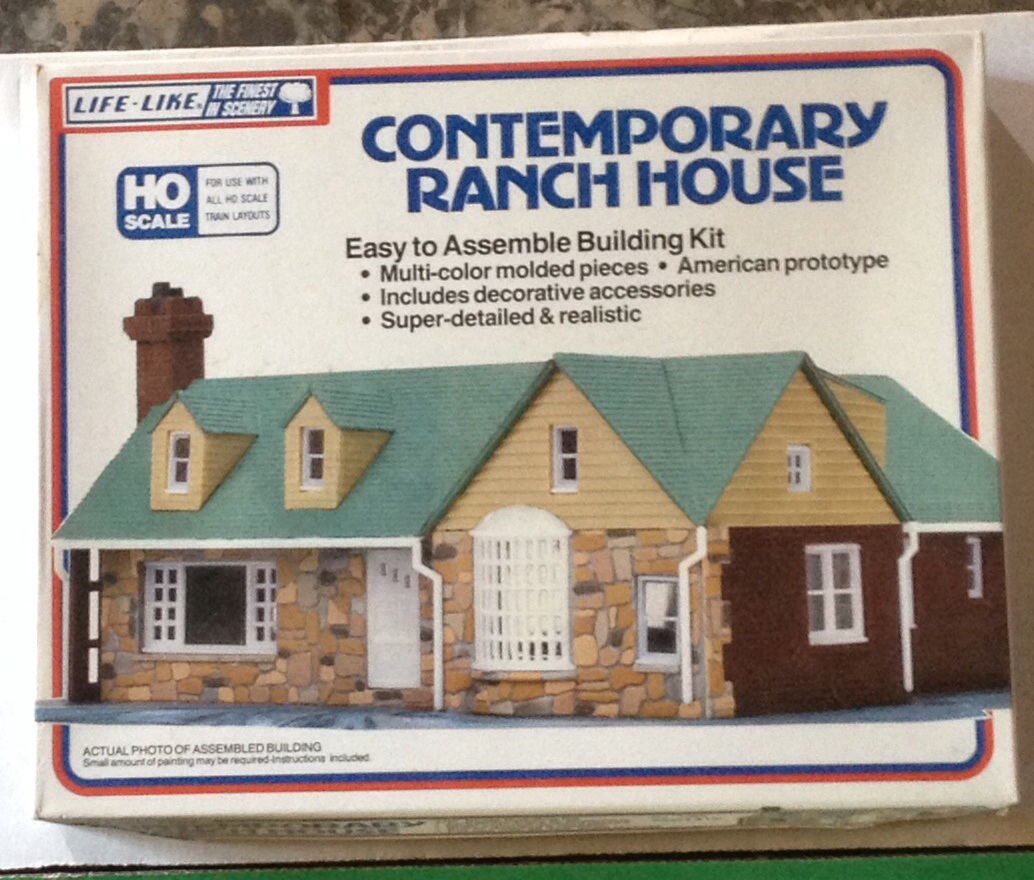 LIFE-LIKE® THE FINEST
IN SCENERY
CONTEMPORARY
RANCH HOUSE
HO
SCALE
FOR USE WITH
ALL HO SCALE
TRAIN LAYOUTS
Easy to Assemble Building Kit
• Multi-color molded pieces • American prototype
• Includes decorative accessories
• Super-detailed & realistic
ACTUAL PHOTO OF ASSEMBLED BUILDING
Small amount of painting may be required-Instructions included.